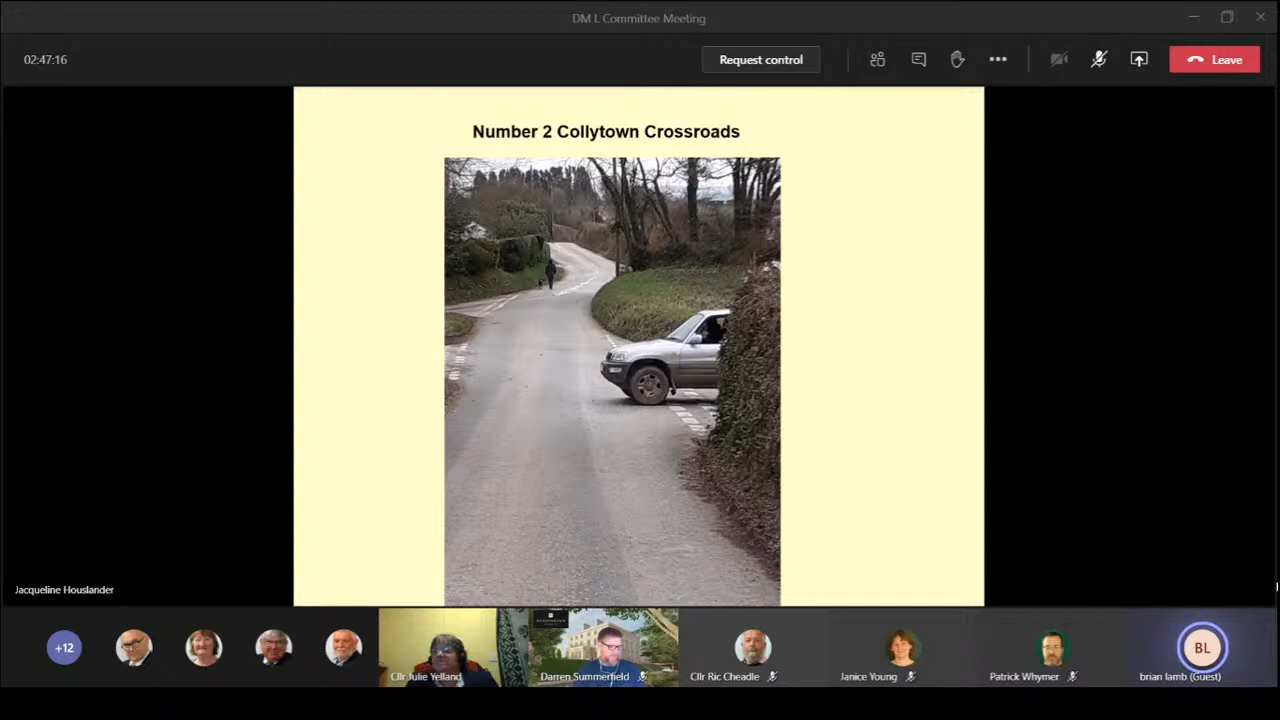 DM L Committee Meeting
02:47:16
Request control
Leave
Number 2 Collytown Crossroads
Jacqueline Houslander
+12
Cllr Julie Yelland
Darren Summerfield
Cllr Ric Cheadle
Janice Young
Patrick Whymer
BL
brian lamb (Guest)